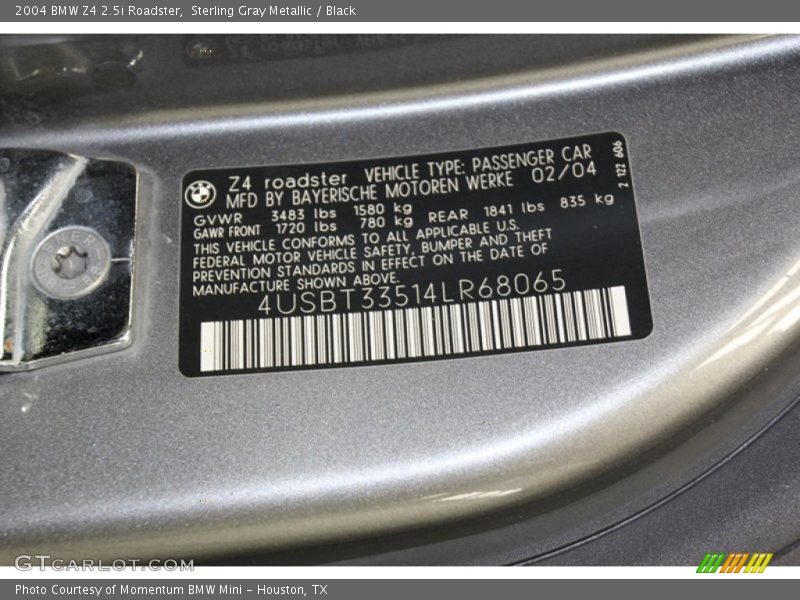 2004 BMW Z4 2.5i Roadster,  Sterling Gray Metallic / Black
Z4 roadster VEHICLE TYPE: PASSENGER CAR
MFD BY BAYERISCHE MOTOREN WERKE 02/04
GVWR 3483 lbs 1580 kg
GAWR FRONT 1720 lbs 780 kg REAR 1841 lbs 835 kg
THIS VEHICLE CONFORMS TO ALL APPLICABLE U.S.
FEDERAL MOTOR VEHICLE SAFETY, BUMPER AND THEFT
PREVENTION STANDARDS IN EFFECT ON THE DATE OF
MANUFACTURE SHOWN ABOVE.
4USBT33514LR68065
2 122 606
GTCARLOT.COM
Photo Courtesy of Momentum BMW Mini - Houston, TX